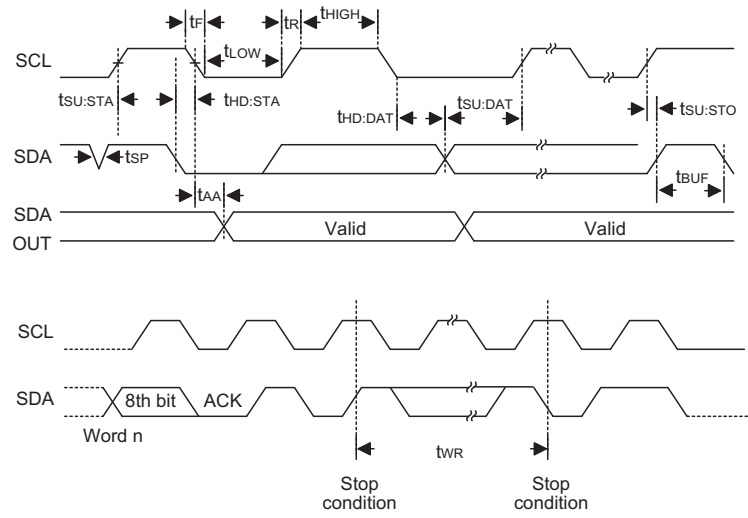 tF tR tHIGH
SCL tLOW
tSU:STA tHD:STA tHD:DAT tSU:DAT tSU:STO
SDA tSP tBUF
tAA
SDA
OUT Valid Valid
SCL
SDA 8th bit ACK
Word n
tWR
Stop Stop
condition condition